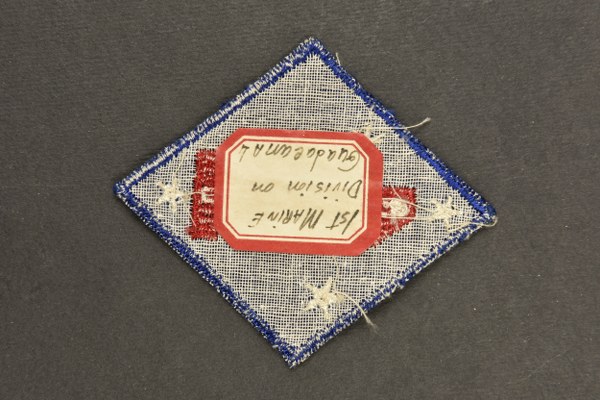 1st MARINE
DIVISION on
Guadalcanal